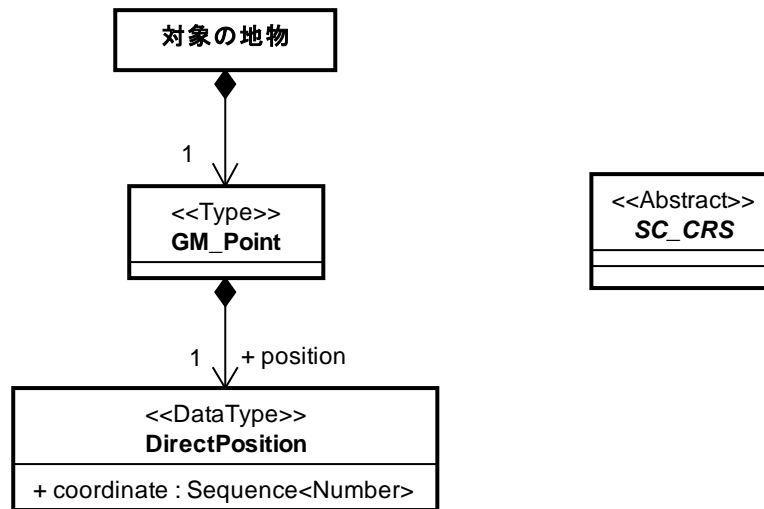 対象の地物
1
<<Type>>
GM_Point
<<Abstract>>
SC_CRS
1 + position
<<DataType>>
DirectPosition
+ coordinate : Sequence<Number>